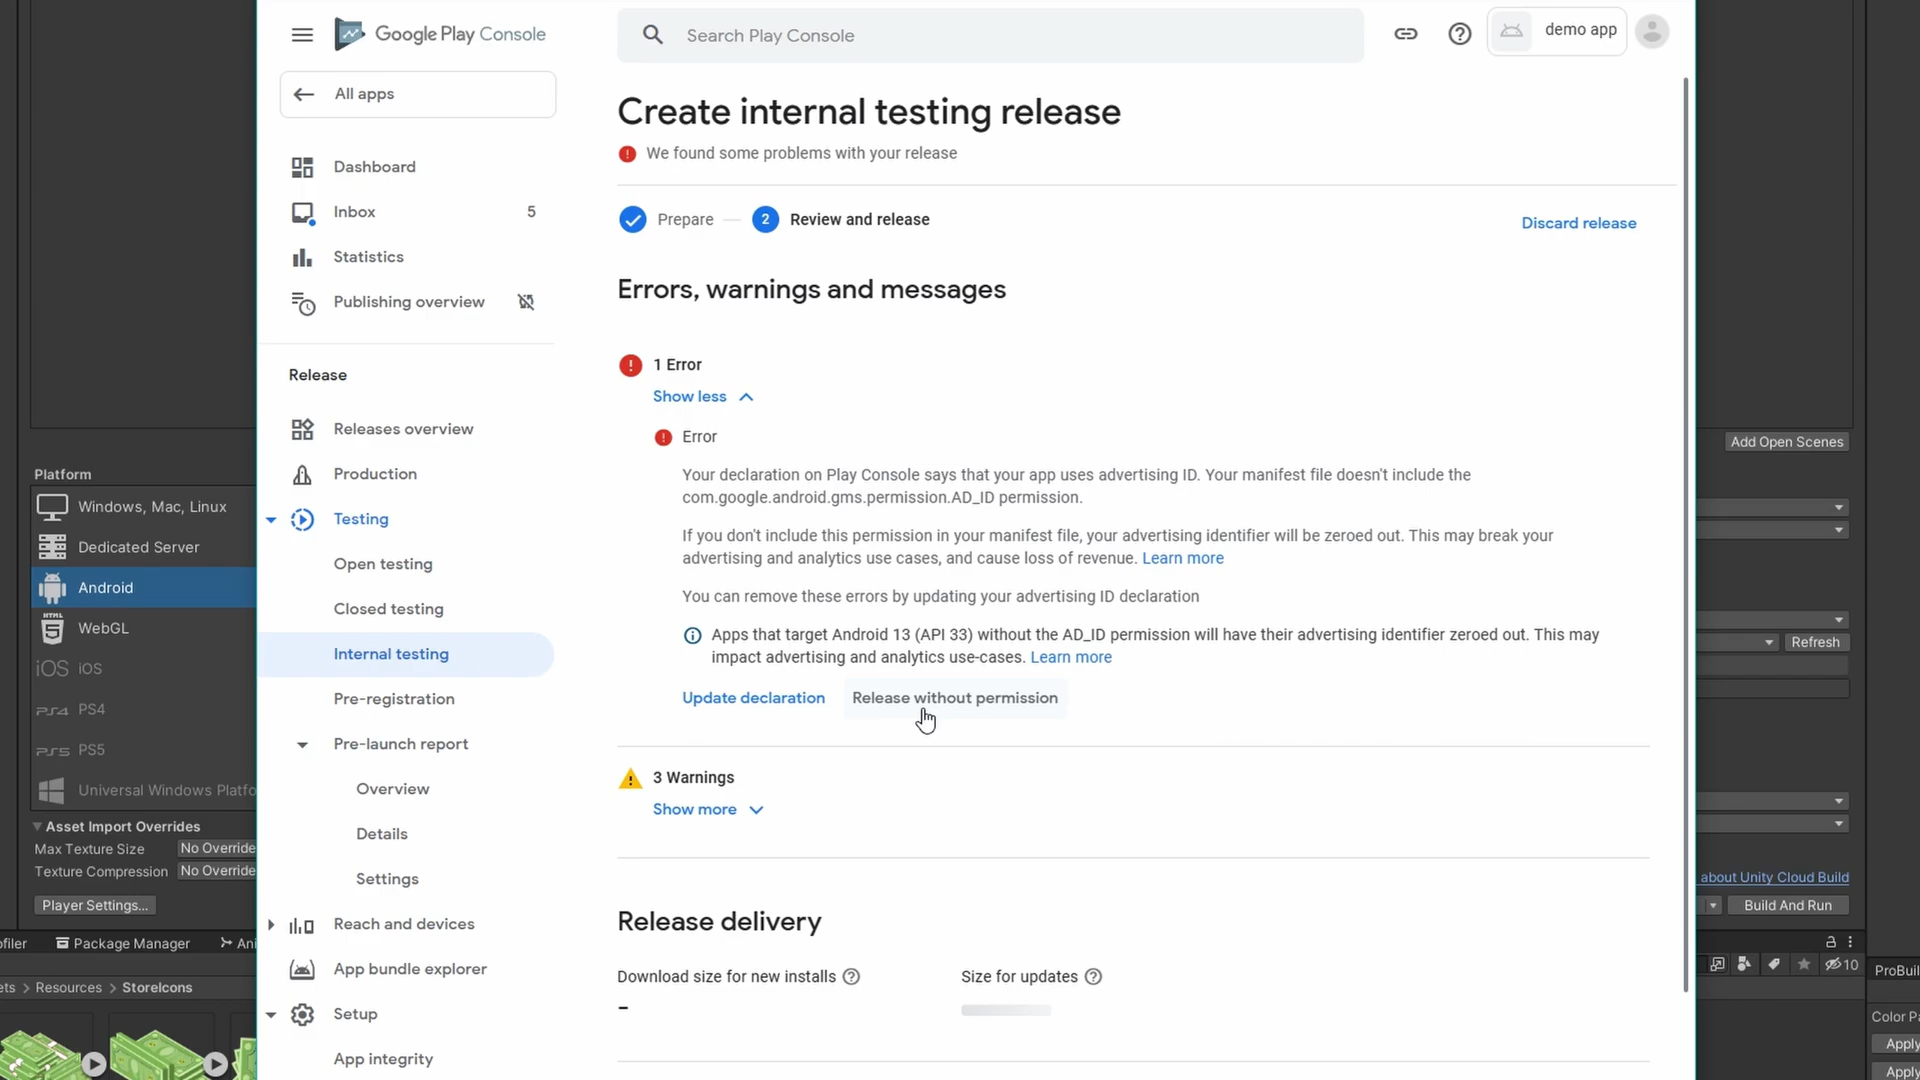 Google Play Console
Search Play Console
demo app
All apps
Create internal testing release
We found some problems with your release
Dashboard
Prepare
2
Review and release
Discard release
Inbox
5
Statistics
Errors, warnings and messages
Publishing overview
1 Error
Release
Show less
Releases overview
Error
Add Open Scenes
Platform
Production
Your declaration on Play Console says that your app uses advertising ID. Your manifest file doesn't include the
com.google.android.gms.permission.AD_ID permission.
Windows, Mac, Linux
Testing
If you don't include this permission in your manifest file, your advertising identifier will be zeroed out. This may break your
advertising and analytics use cases, and cause loss of revenue. Learn more
Dedicated Server
Open testing
Android
You can remove these errors by updating your advertising ID declaration
Closed testing
HTML
5
WebGL
Apps that target Android 13 (API 33) without the AD_ID permission will have their advertising identifier zeroed out. This may
impact advertising and analytics use-cases. Learn more
Refresh
Internal testing
iOS iOS
Update declaration
Release without permission
Pre-registration
PS4 PS4
Pre-launch report
PS5 PS5
3 Warnings
Show more
Overview
Universal Windows Platfo
Asset Import Overrides
Details
Max Texture Size
No Override
Texture Compression
No Override
Settings
about Unity Cloud Build
Player Settings...
Build And Run
Reach and devices
Release delivery
ofiler
Package Manager
Ani
App bundle explorer
10
ProBuil
Download size for new installs
Size for updates
ets > Resources > StoreIcons
-
Setup
Color Pa
Apply
App integrity
Apply